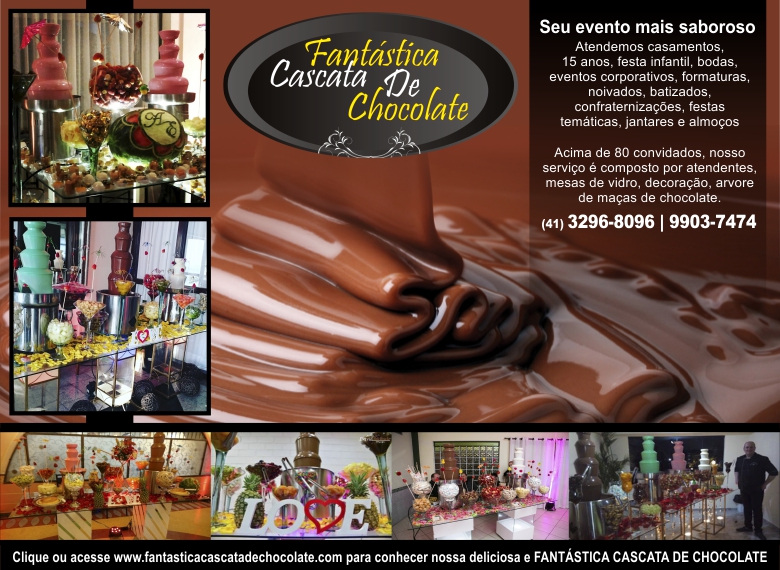 Fantástica
Cascata De
Chocolate
Seu evento mais saboroso
Atendemos casamentos,
15 anos, festa infantil, bodas,
eventos corporativos, formaturas,
noivados, batizados,
confraternizações, festas
temáticas, jantares e almoços
Acima de 80 convidados, nosso
serviço é composto por atendentes,
mesas de vidro, decoração, arvore
de maças de chocolate.
(41) 3296-8096 | 9903-7474
LOVE
Clique ou acesse www.fantasticacascatadechocolate.com para conhecer nossa deliciosa e FANTÁSTICA CASCATA DE CHOCOLATE